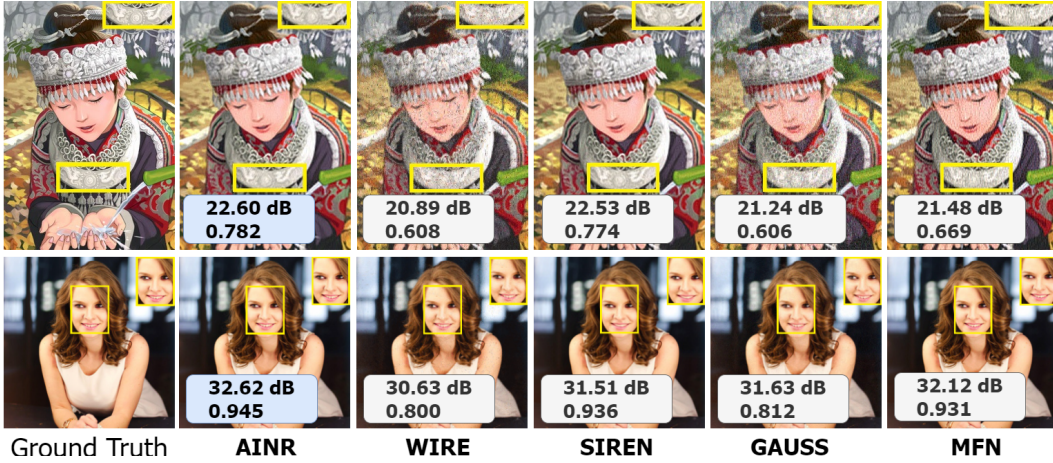 22.60 dB 20.89 dB 22.53 dB 21.24 dB 21.48 dB
0.782 0.608 0.774 0.606 0.669
32.62 dB 30.63 dB 31.51 dB 31.63 dB 32.12 dB
0.945 0.800 0.936 0.812 0.931
Ground Truth AINR WIRE SIREN GAUSS MFN